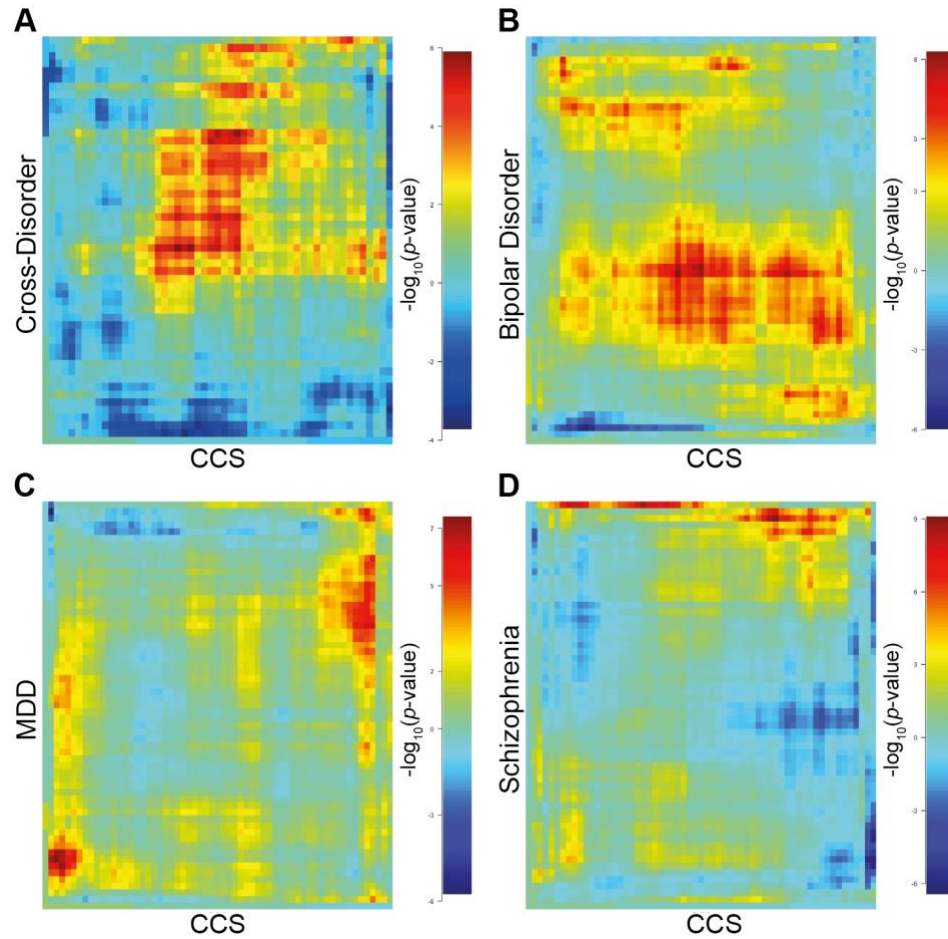 A
Cross-Disorder
CCS
6
4
2
0
-2
-4
-log10(p-value)
B
Bipolar Disorder
CCS
8
6
3
0
-3
-6
-log10(p-value)
C
MDD
CCS
7
5
2
0
-3
-6
-log10(p-value)
D
Schizophrenia
CCS
9
6
3
0
-3
-6
-log10(p-value)